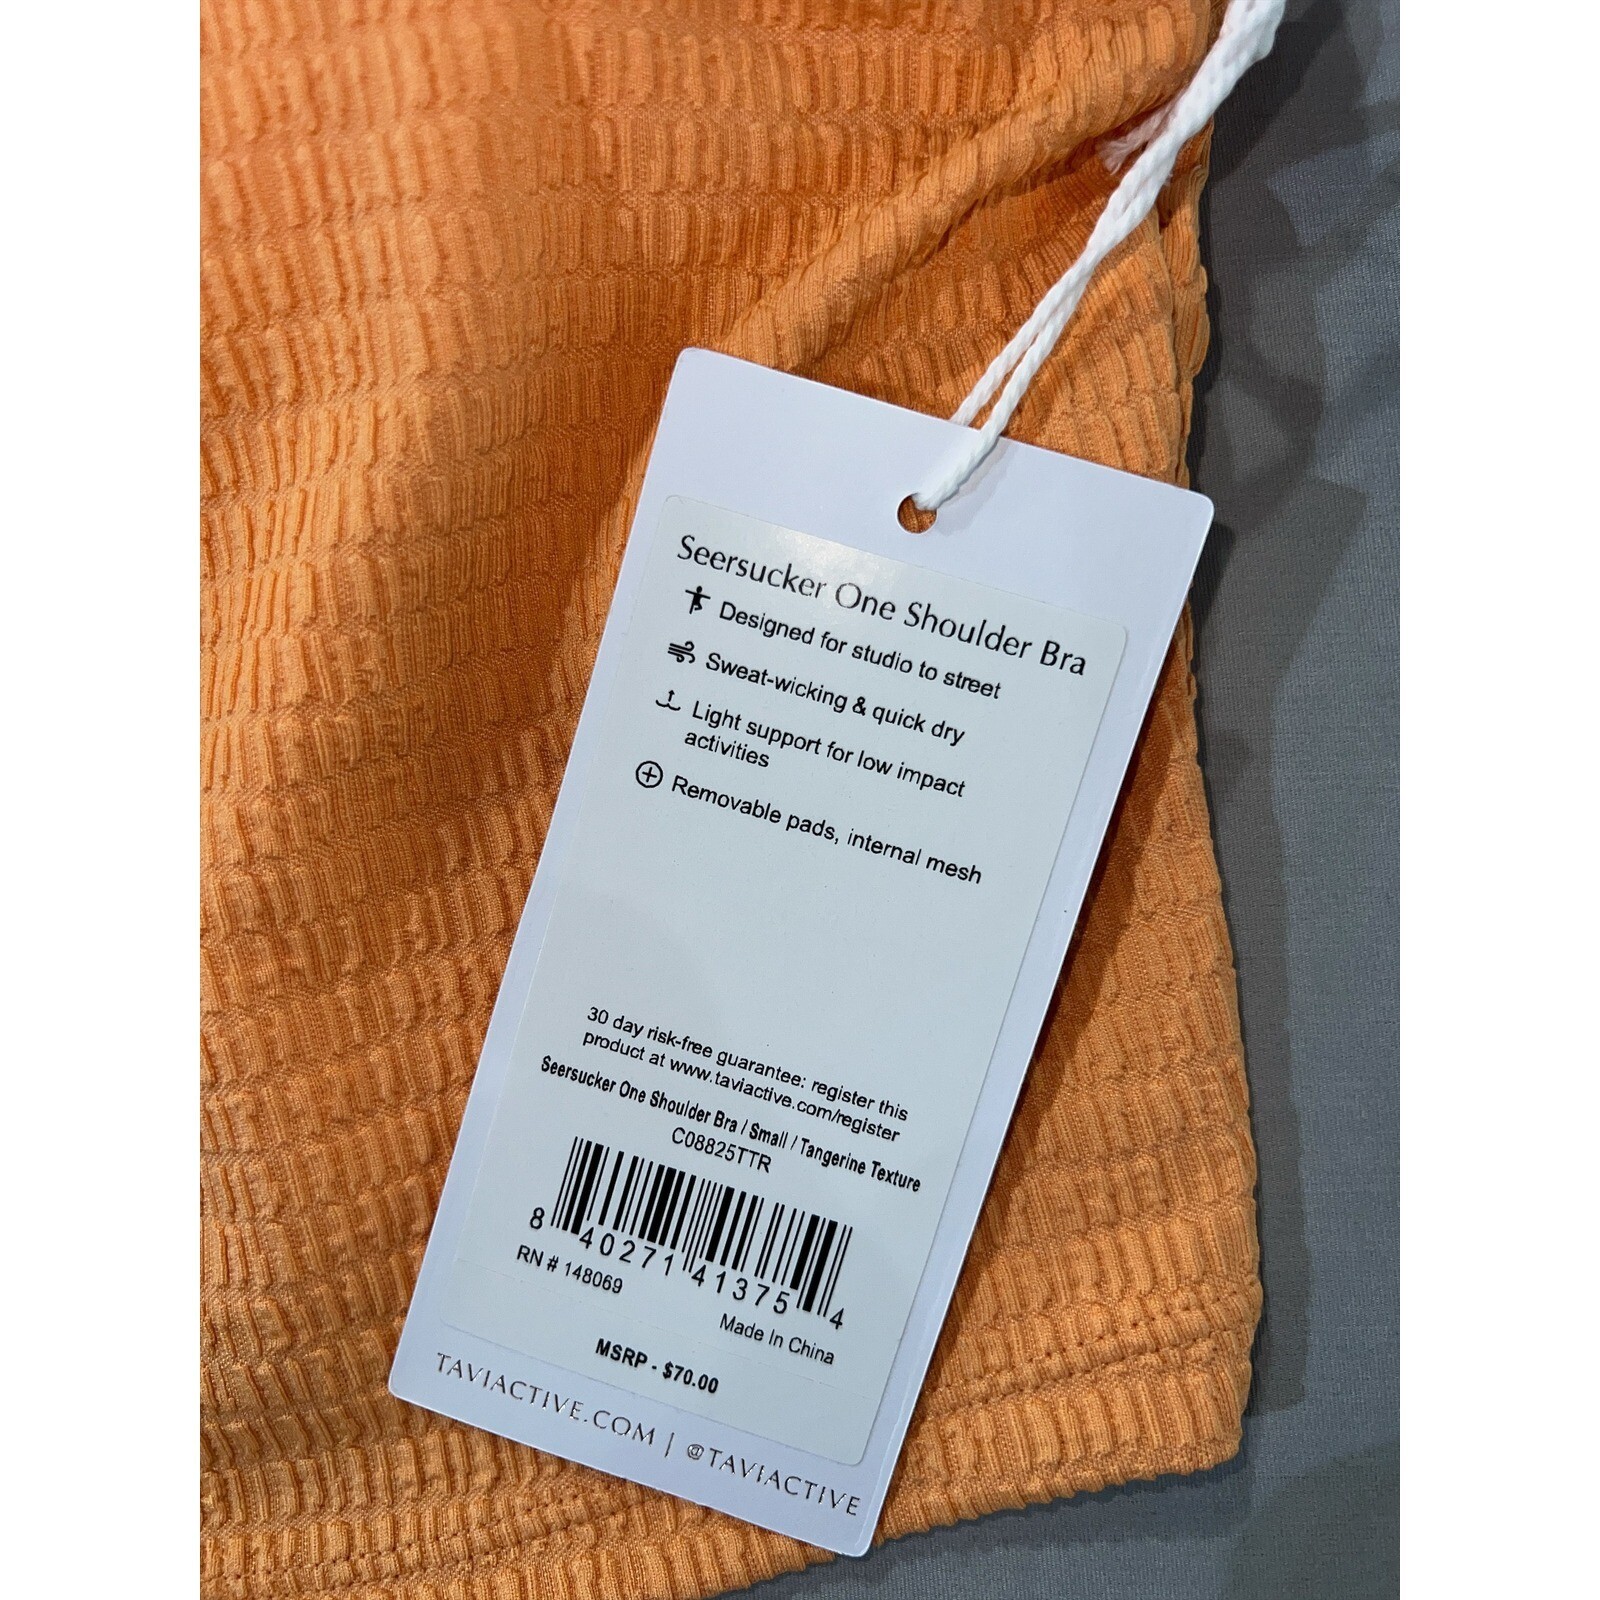 Seersucker One Shoulder Bra
Designed for studio to street
Sweat-wicking & quick dry
Light support for low impact
activities
Removable pads, internal mesh
30 day risk-free guarantee: register this
product at www.taviactive.com/register
Seersucker One Shoulder Bra / Small / Tangerine Texture
C08825TTR
8 40271 41375 4
RN # 148069
Made In China
MSRP - $70.00
TAVIACTIVE.COM | @TAVIACTIVE